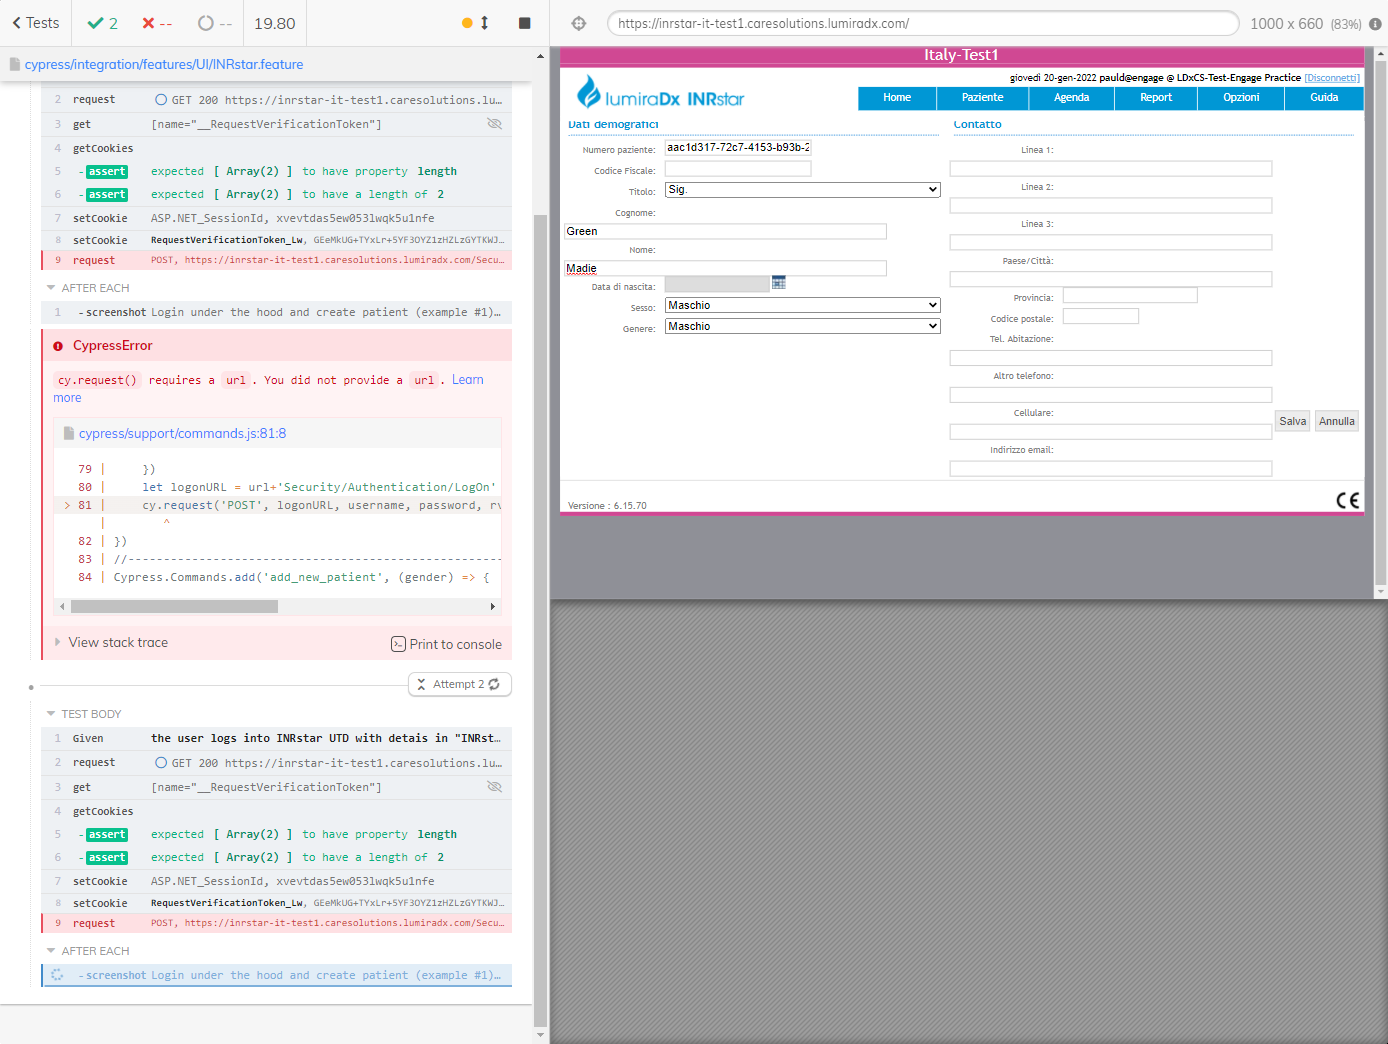 Tests
2
--
--
19.80
https://inrstar-it-test1.caresolutions.lumiradx.com/
1000 x 660 (83%)
cypress/integration/features/UI/INRstar.feature
2 request GET 200 https://inrstar-it-test1.caresolutions.lu...
3 get [name="__RequestVerificationToken"]
4 getCookies
5 -assert expected [ Array(2) ] to have property length
6 -assert expected [ Array(2) ] to have a length of 2
7 setCookie ASP.NET_SessionId, xvevtdas5ew053lwqk5u1nfe
8 setCookie RequestVerificationToken_Lw, GEeMkUG+TYxLr+5YF3OYZ1zHZLzGYTKWJ...
9 request POST, https://inrstar-it-test1.caresolutions.lumiradx.com/Secu...
AFTER EACH
1 -screenshot Login under the hood and create patient (example #1)...
CypressError
cy.request() requires a url. You did not provide a url. Learn
more
cypress/support/commands.js:81:8
79 | })
80 | let logonURL = url+'Security/Authentication/LogOn'
> 81 | cy.request('POST', logonURL, username, password, rv
| ^
82 | })
83 | //----------------------------------------------------
84 | Cypress.Commands.add('add_new_patient', (gender) => {
View stack trace
Print to console
Attempt 2
TEST BODY
1 Given the user logs into INRstar UTD with detais in "INRst...
2 request GET 200 https://inrstar-it-test1.caresolutions.lu...
3 get [name="__RequestVerificationToken"]
4 getCookies
5 -assert expected [ Array(2) ] to have property length
6 -assert expected [ Array(2) ] to have a length of 2
7 setCookie ASP.NET_SessionId, xvevtdas5ew053lwqk5u1nfe
8 setCookie RequestVerificationToken_Lw, GEeMkUG+TYxLr+5YF3OYZ1zHZLzGYTKWJ...
9 request POST, https://inrstar-it-test1.caresolutions.lumiradx.com/Secu...
AFTER EACH
-screenshot Login under the hood and create patient (example #1)...
Italy-Test1
giovedì 20-gen-2022 pauld@engage @ LDxCS-Test-Engage Practice [Disconnetti]
lumiraDx INRstar
Home Paziente Agenda Report Opzioni Guida
Dati demografici
Numero paziente: aac1d317-72c7-4153-b93b-2
Codice Fiscale:
Titolo: Sig.
Cognome:
Green
Nome:
Madie
Data di nascita:
Sesso: Maschio
Genere: Maschio
Contatto
Linea 1:
Linea 2:
Linea 3:
Paese/Città:
Provincia:
Codice postale:
Tel. Abitazione:
Altro telefono:
Cellulare:
Indirizzo email:
Salva Annulla
Versione : 6.15.70
CE